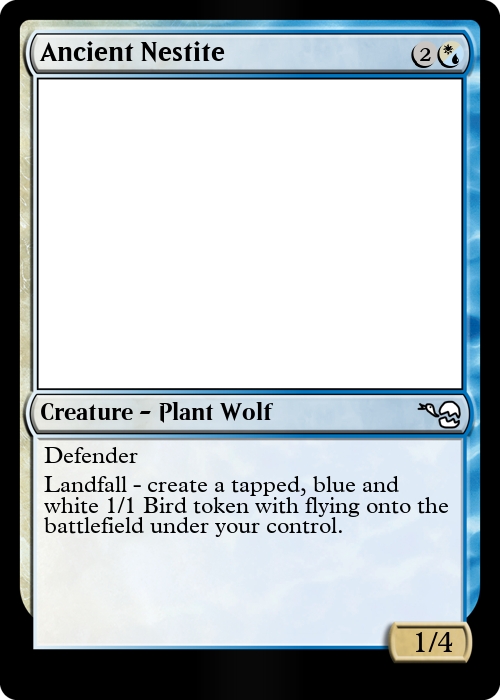 Ancient Nestite 2
Creature – Plant Wolf
Defender
Landfall - create a tapped, blue and
white 1/1 Bird token with flying onto the
battlefield under your control.
1/4